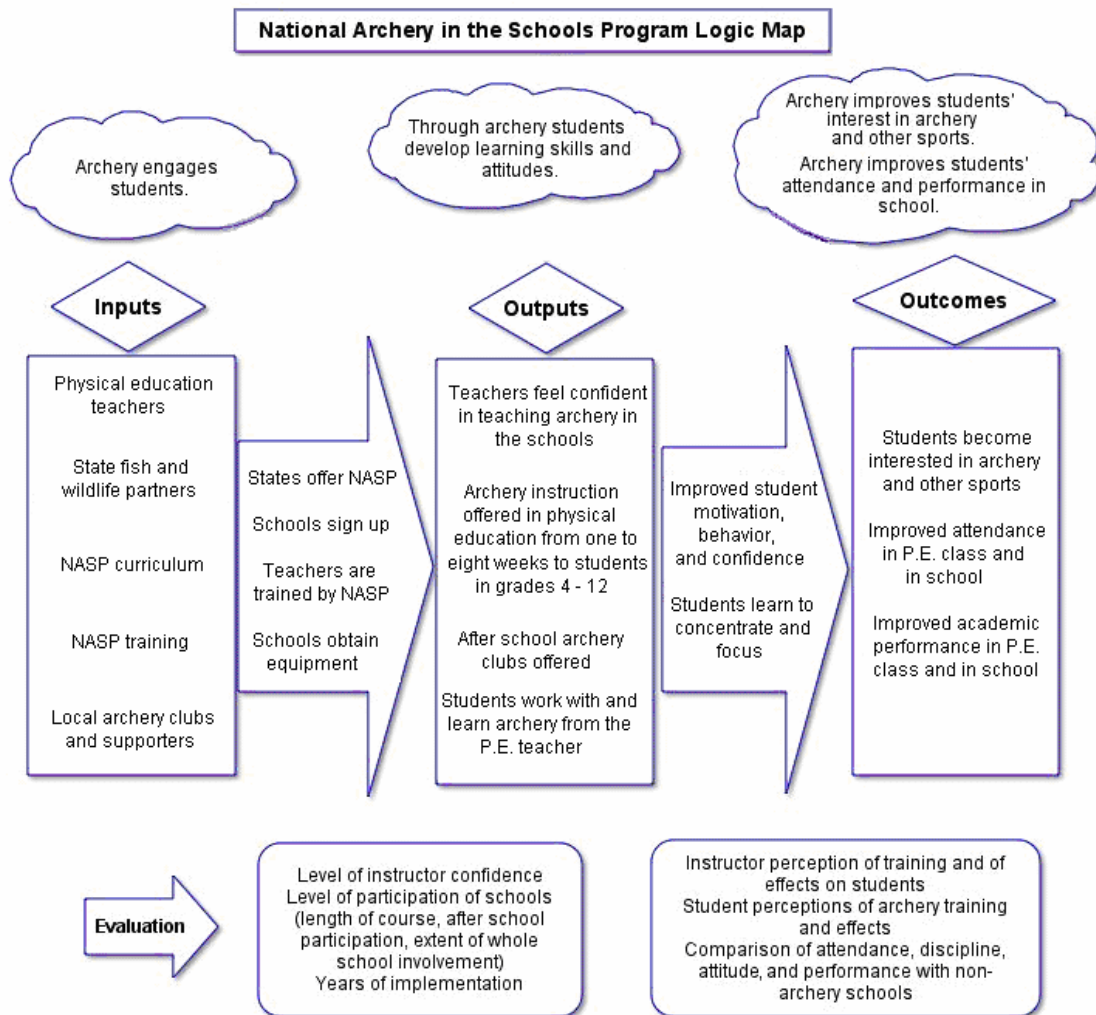 National Archery in the Schools Program Logic Map
Archery engages
students.
Through archery students
develop learning skills and
attitudes.
Archery improves students'
interest in archery
and other sports.
Archery improves students'
attendance and performance in
school.
Inputs
Outputs
Outcomes
Physical education
teachers
State fish and
wildlife partners
NASP curriculum
NASP training
Local archery clubs
and supporters
States offer NASP
Schools sign up
Teachers are
trained by NASP
Schools obtain
equipment
Teachers feel confident
in teaching archery in
the schools
Archery instruction
offered in physical
education from one to
eight weeks to students
in grades 4 - 12
After school archery
clubs offered
Students work with and
learn archery from the
P.E. teacher
Improved student
motivation,
behavior,
and confidence
Students learn to
concentrate and
focus
Students become
interested in archery
and other sports
Improved attendance
in P.E. class and
in school
Improved academic
performance in P.E.
class and in school
Evaluation
Level of instructor confidence
Level of participation of schools
(length of course, after school
participation, extent of whole
school involvement)
Years of implementation
Instructor perception of training and of
effects on students
Student perceptions of archery training
and effects
Comparison of attendance, discipline,
attitude, and performance with non-
archery schools